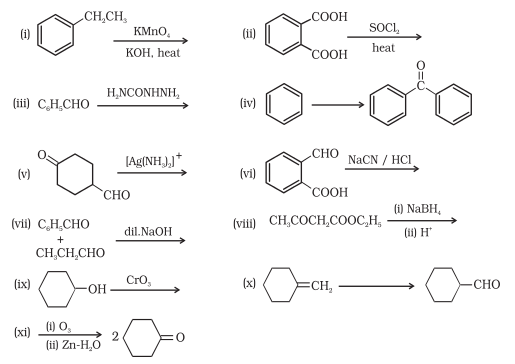 (i) CH₂CH₃ KMnO₄ KOH, heat
(ii) COOH COOH SOCl₂ heat
(iii) C₆H₅CHO H₂NCONHNH₂
(iv) O C
(v) O CHO [Ag(NH₃)₂]⁺
(vi) CHO COOH NaCN / HCl
(vii) C₆H₅CHO + CH₃CH₂CHO dil.NaOH
(viii) CH₃COCH₂COOC₂H₅ (i) NaBH₄ (ii) H⁺
(ix) OH CrO₃
(x) CH₂ CHO
(xi) (i) O₃ (ii) Zn-H₂O 2 O